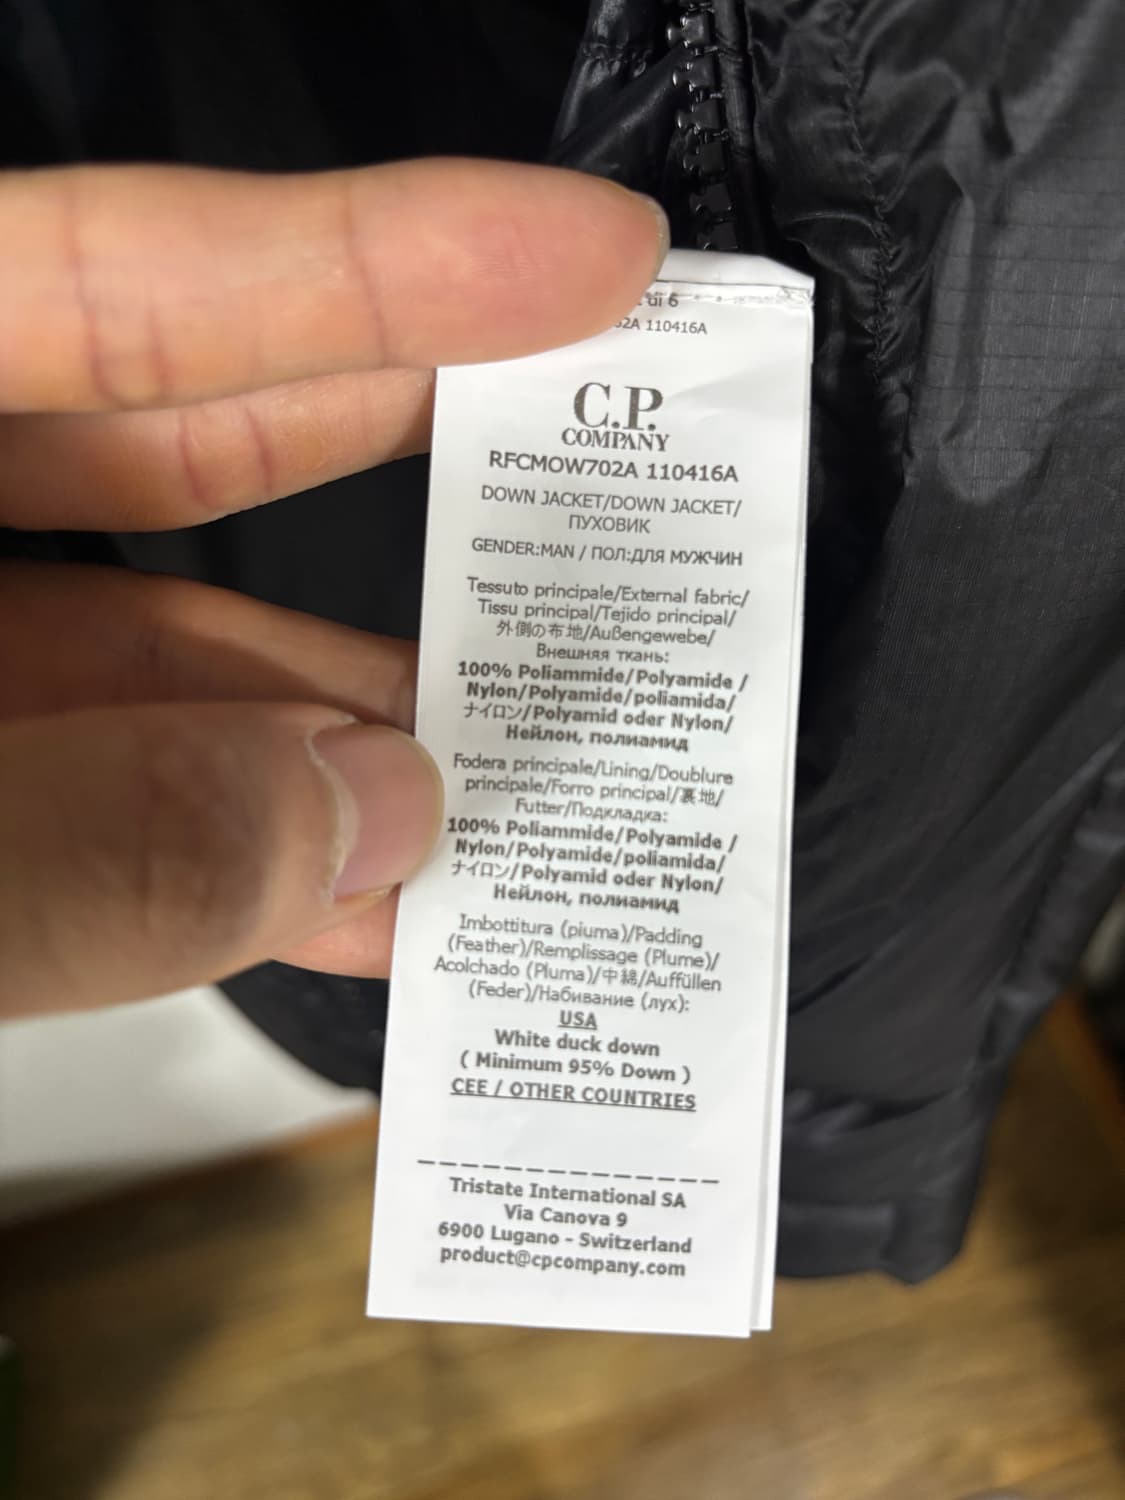 di 6
02A 110416A
C.P.
COMPANY
RFCMOW702A 110416A
DOWN JACKET/DOWN JACKET/
ПУХОВИК
GENDER:MAN / ПОЛ:ДЛЯ МУЖЧИН
Tessuto principale/External fabric/
Tissu principal/Tejido principal/
外側の布地/Außengewebe/
Внешняя ткань:
100% Poliammide/Polyamide /
Nylon/Polyamide/poliamida/
ナイロン/Polyamid oder Nylon/
Нейлон, полиамид
Fodera principale/Lining/Doublure
principale/Forro principal/裏地/
Futter/Подкладка:
100% Poliammide/Polyamide /
Nylon/Polyamide/poliamida/
ナイロン/Polyamid oder Nylon/
Нейлон, полиамид
Imbottitura (piuma)/Padding
(Feather)/Remplissage (Plume)/
Acolchado (Pluma)/中綿/Auffüllen
(Feder)/Набивание (лух):
USA
White duck down
( Minimum 95% Down )
CEE / OTHER COUNTRIES
Tristate International SA
Via Canova 9
6900 Lugano - Switzerland
product@cpcompany.com